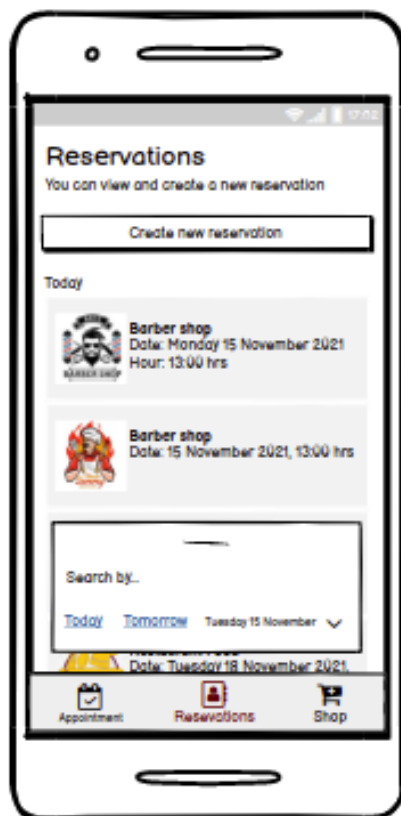 17:02
Reservations
You can view and create a new reservation
Create new reservation
Today
BARBER SHOP
Barber shop
Date: Monday 15 November 2021
Hour: 13:00 hrs
Barber shop
Date: 15 November 2021, 13:00 hrs
Search by...
Today Tomorrow Tuesday 15 November
Date: Tuesday 18 November 2021,
Appointment Resevations Shop